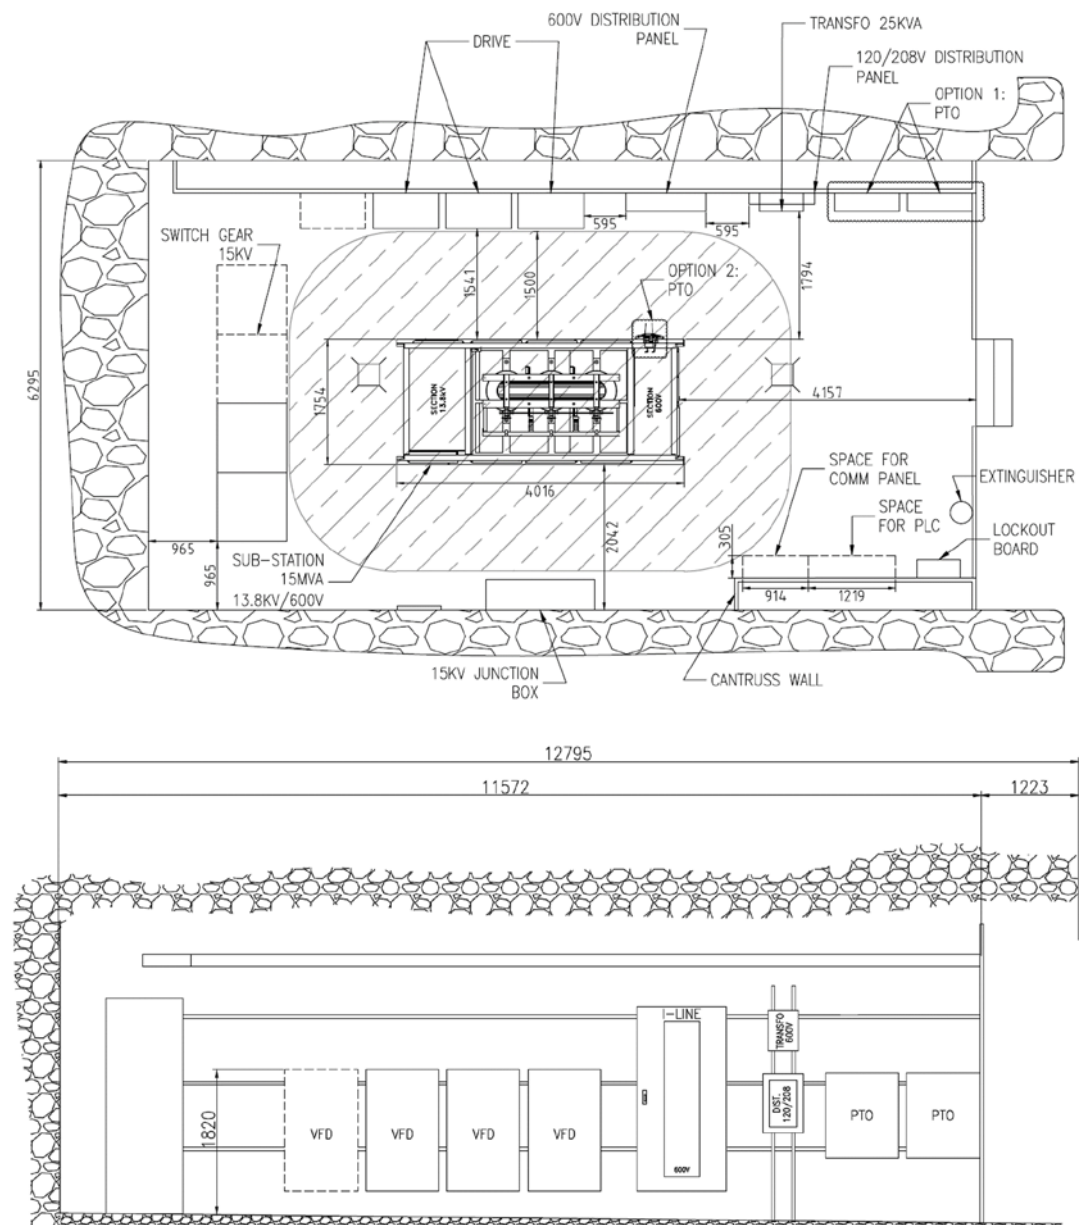 600V DISTRIBUTION
PANEL
DRIVE
TRANSFO 25KVA
120/208V DISTRIBUTION
PANEL
OPTION 1:
PTO
595
595
SWITCH GEAR
15KV
1541
1500
OPTION 2:
PTO
1794
6295
1754
SECTION
13.8kV
SECTION
600V
4157
4016
SPACE FOR
COMM PANEL
EXTINGUISHER
SPACE
FOR PLC
LOCKOUT
BOARD
965
965
2042
305
SUB-STATION
15MVA
13.8KV/600V
914
1219
15KV JUNCTION
BOX
CANTRUSS WALL
12795
11572
1223
I-LINE
TRANSFO
600V
DIST.
120/208
1820
VFD
VFD
VFD
VFD
PTO
PTO
600V